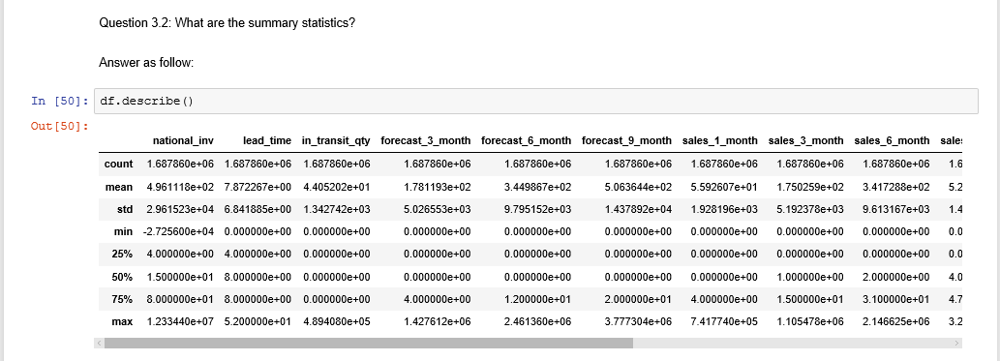 Question 3.2: What are the summary statistics?
Answer as follow:
In [50]: df.describe()
Out[50]:
national_inv lead_time in_transit_qty forecast_3_month forecast_6_month forecast_9_month sales_1_month sales_3_month sales_6_month sales
count 1.687860e+06 1.687860e+06 1.687860e+06 1.687860e+06 1.687860e+06 1.687860e+06 1.687860e+06 1.687860e+06 1.687860e+06 1.6
mean 4.961118e+02 7.872267e+00 4.405202e+01 1.781193e+02 3.449867e+02 5.063644e+02 5.592607e+01 1.750259e+02 3.417288e+02 5.2
std 2.961523e+04 6.841885e+00 1.342742e+03 5.026553e+03 9.795152e+03 1.437892e+04 1.928196e+03 5.192378e+03 9.613167e+03 1.4
min -2.725600e+04 0.000000e+00 0.000000e+00 0.000000e+00 0.000000e+00 0.000000e+00 0.000000e+00 0.000000e+00 0.000000e+00 0.0
25% 4.000000e+00 4.000000e+00 0.000000e+00 0.000000e+00 0.000000e+00 0.000000e+00 0.000000e+00 0.000000e+00 0.000000e+00 0.0
50% 1.500000e+01 8.000000e+00 0.000000e+00 0.000000e+00 0.000000e+00 0.000000e+00 0.000000e+00 1.000000e+00 2.000000e+00 4.0
75% 8.000000e+01 8.000000e+00 0.000000e+00 4.000000e+00 1.200000e+01 2.000000e+01 4.000000e+00 1.500000e+01 3.100000e+01 4.7
max 1.233440e+07 5.200000e+01 4.894080e+05 1.427612e+06 2.461360e+06 3.777304e+06 7.417740e+05 1.105478e+06 2.146625e+06 3.2